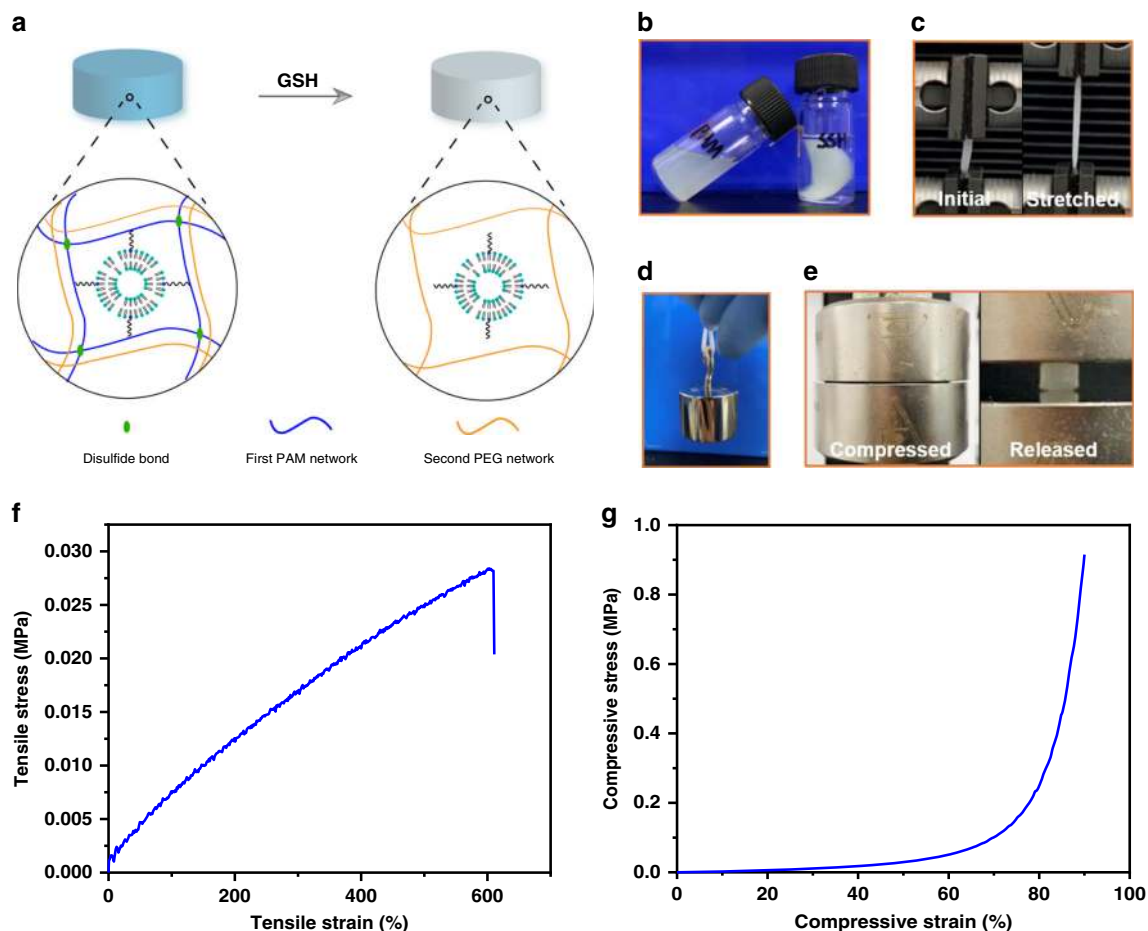 a
GSH
Disulfide bond
First PAM network
Second PEG network
b
PAM
SSH
c
Initial
Stretched
d
e
Compressed
Released
f
Tensile stress (MPa)
0.030
0.025
0.020
0.015
0.010
0.005
0.000
0
200
400
600
Tensile strain (%)
g
Compressive stress (MPa)
1.0
0.8
0.6
0.4
0.2
0.0
0
20
40
60
80
100
Compressive strain (%)